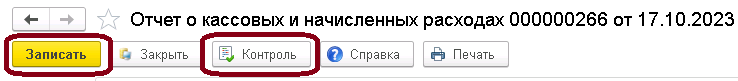 Отчет о кассовых и начисленных расходах 000000266 от 17.10.2023
Записать Закрыть Контроль Справка Печать